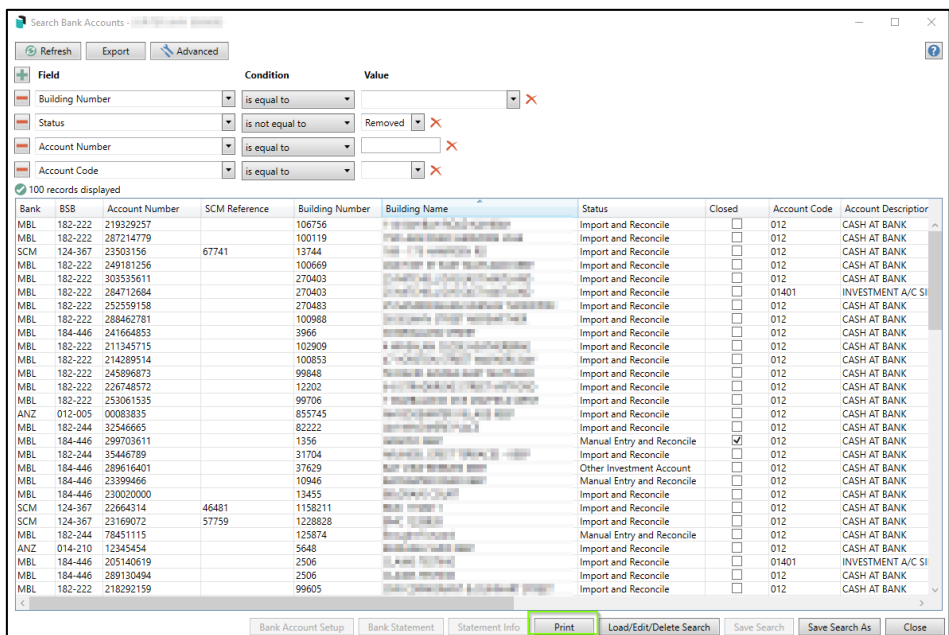 Search Bank Accounts -
Refresh Export Advanced
Field Condition Value
Building Number is equal to
Status is not equal to Removed
Account Number is equal to
Account Code is equal to
100 records displayed
Bank BSB Account Number SCM Reference Building Number Building Name Status Closed Account Code Account Description
MBL 182-222 219329257 106756 Import and Reconcile 012 CASH AT BANK
MBL 182-222 287214779 100119 Import and Reconcile 012 CASH AT BANK
SCM 124-367 23503156 67741 13744 Import and Reconcile 012 CASH AT BANK
MBL 182-222 249181256 100669 Import and Reconcile 012 CASH AT BANK
MBL 182-222 303535611 270403 Import and Reconcile 012 CASH AT BANK
MBL 182-222 284712684 270403 Import and Reconcile 01401 INVESTMENT A/C SI
MBL 182-222 252559158 270483 Import and Reconcile 012 CASH AT BANK
MBL 182-222 288462781 100988 Import and Reconcile 012 CASH AT BANK
MBL 184-446 241664853 3966 Import and Reconcile 012 CASH AT BANK
MBL 182-222 211345715 102909 Import and Reconcile 012 CASH AT BANK
MBL 182-222 214289514 100853 Import and Reconcile 012 CASH AT BANK
MBL 182-222 245896873 99848 Import and Reconcile 012 CASH AT BANK
MBL 182-222 226748572 12202 Import and Reconcile 012 CASH AT BANK
MBL 182-222 253061535 99706 Import and Reconcile 012 CASH AT BANK
ANZ 012-005 00083835 855745 Import and Reconcile 012 CASH AT BANK
MBL 182-244 32546665 82222 Import and Reconcile 012 CASH AT BANK
MBL 184-446 299703611 1356 Manual Entry and Reconcile 012 CASH AT BANK
MBL 182-244 35446789 31704 Import and Reconcile 012 CASH AT BANK
MBL 184-446 289616401 37629 Other Investment Account 012 CASH AT BANK
MBL 184-446 23399466 10946 Manual Entry and Reconcile 012 CASH AT BANK
MBL 184-446 230020000 13455 Import and Reconcile 012 CASH AT BANK
SCM 124-367 22664314 46481 1158211 Import and Reconcile 012 CASH AT BANK
SCM 124-367 23169072 57759 1228828 Import and Reconcile 012 CASH AT BANK
MBL 182-244 78451115 125874 Manual Entry and Reconcile 012 CASH AT BANK
ANZ 014-210 12345454 5648 Import and Reconcile 012 CASH AT BANK
MBL 184-446 205140619 2506 Import and Reconcile 01401 INVESTMENT A/C SI
MBL 184-446 289130494 2506 Import and Reconcile 012 CASH AT BANK
MBL 182-222 218292159 99605 Import and Reconcile 012 CASH AT BANK
Bank Account Setup Bank Statement Statement Info Print Load/Edit/Delete Search Save Search Save Search As Close